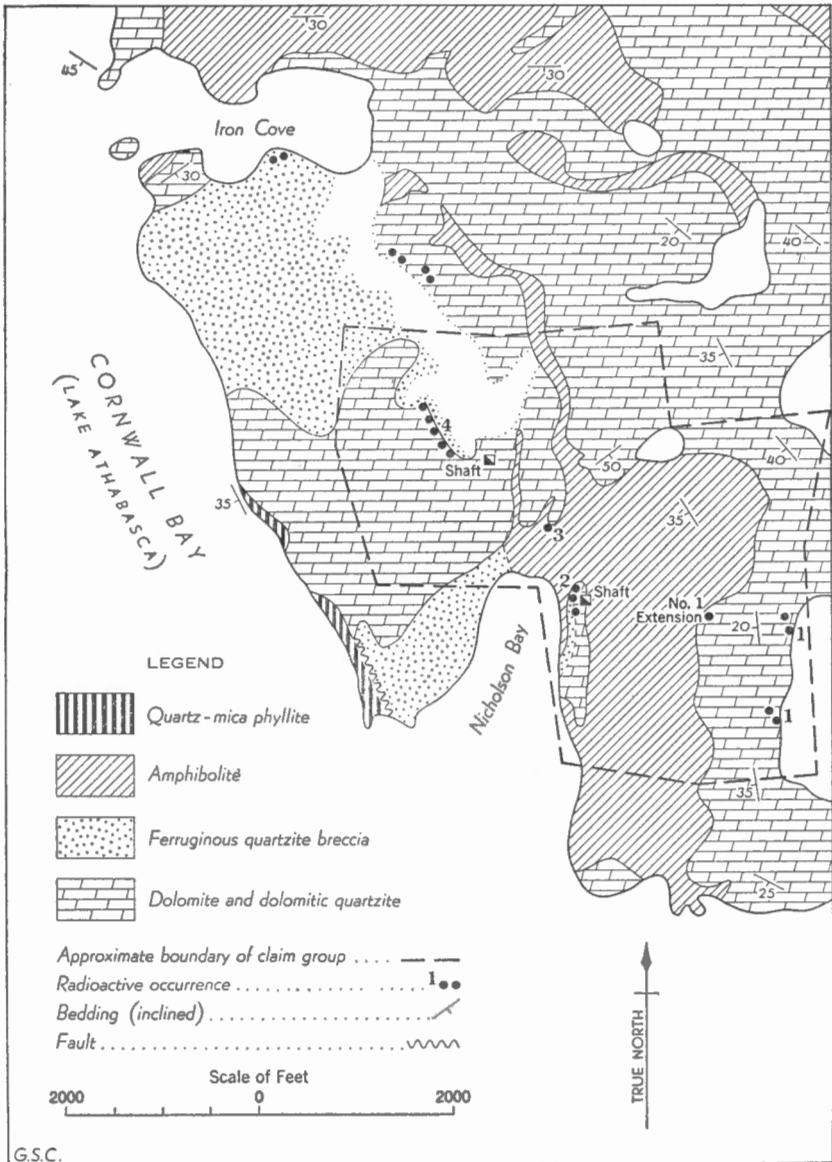 30
45
30
Iron Cove
30
20
40
35
CORNWALL BAY
(LAKE ATHABASCA)
4
Shaft
50
40
35
35
3
2
Shaft
No. 1
Extension
20
1
1
Nicholson Bay
35
25
LEGEND
Quartz-mica phyllite
Amphibolite
Ferruginous quartzite breccia
Dolomite and dolomitic quartzite
Approximate boundary of claim group ....
Radioactive occurrence .................... 1
Bedding (inclined) ........................
Fault ....................................
Scale of Feet
2000 0 2000
TRUE NORTH
G.S.C.